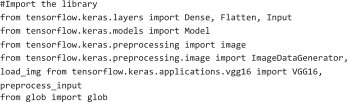 #Import the library
from tensorflow.keras.layers import Dense, Flatten, Input
from tensorflow.keras.models import Model
from tensorflow.keras.preprocessing import image
from tensorflow.keras.preprocessing.image import ImageDataGenerator,
load_img from tensorflow.keras.applications.vgg16 import VGG16,
preprocess_input
from glob import glob